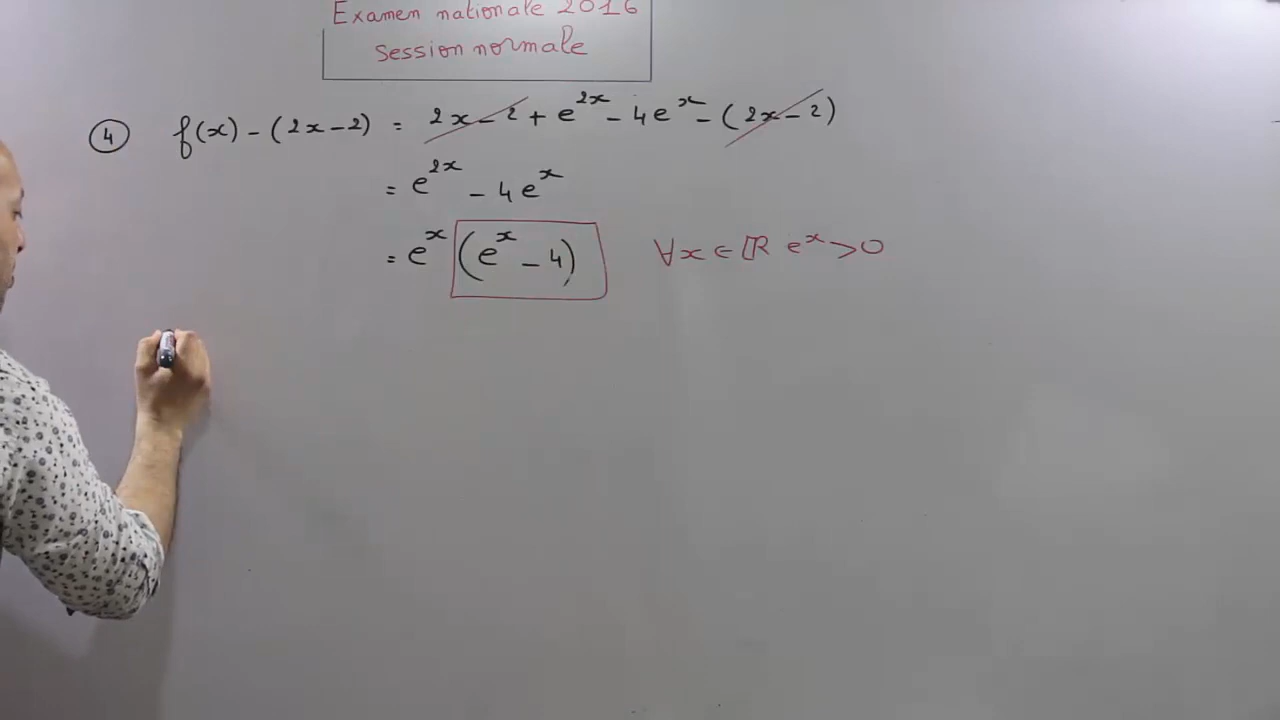 Examen nationale 2016
session normale
④ f(x) - (2x - 2) = 2x - 2 + e^{2x} - 4e^x - (2x - 2)
= e^{2x} - 4e^x
= e^x (e^x - 4) ∀x ∈ ℝ e^x > 0